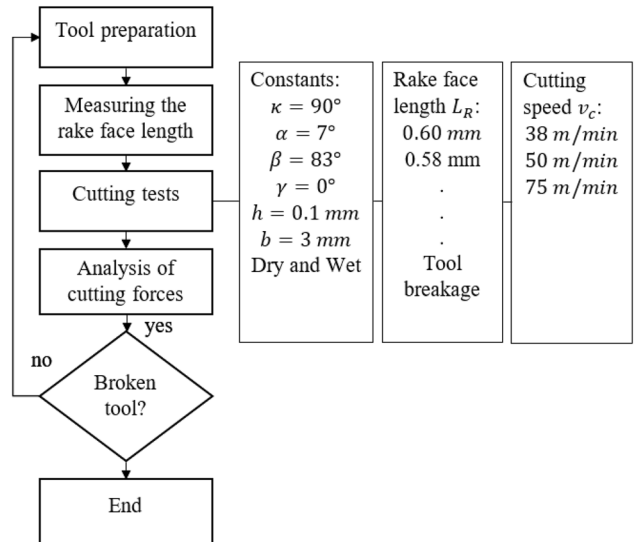 Tool preparation
Measuring the
rake face length
Cutting tests
Analysis of
cutting forces
yes
no
Broken
tool?
End
Constants:
κ = 90°
α = 7°
β = 83°
γ = 0°
h = 0.1 mm
b = 3 mm
Dry and Wet
Rake face
length L_R:
0.60 mm
0.58 mm
.
.
.
Tool
breakage
Cutting
speed v_c:
38 m/min
50 m/min
75 m/min